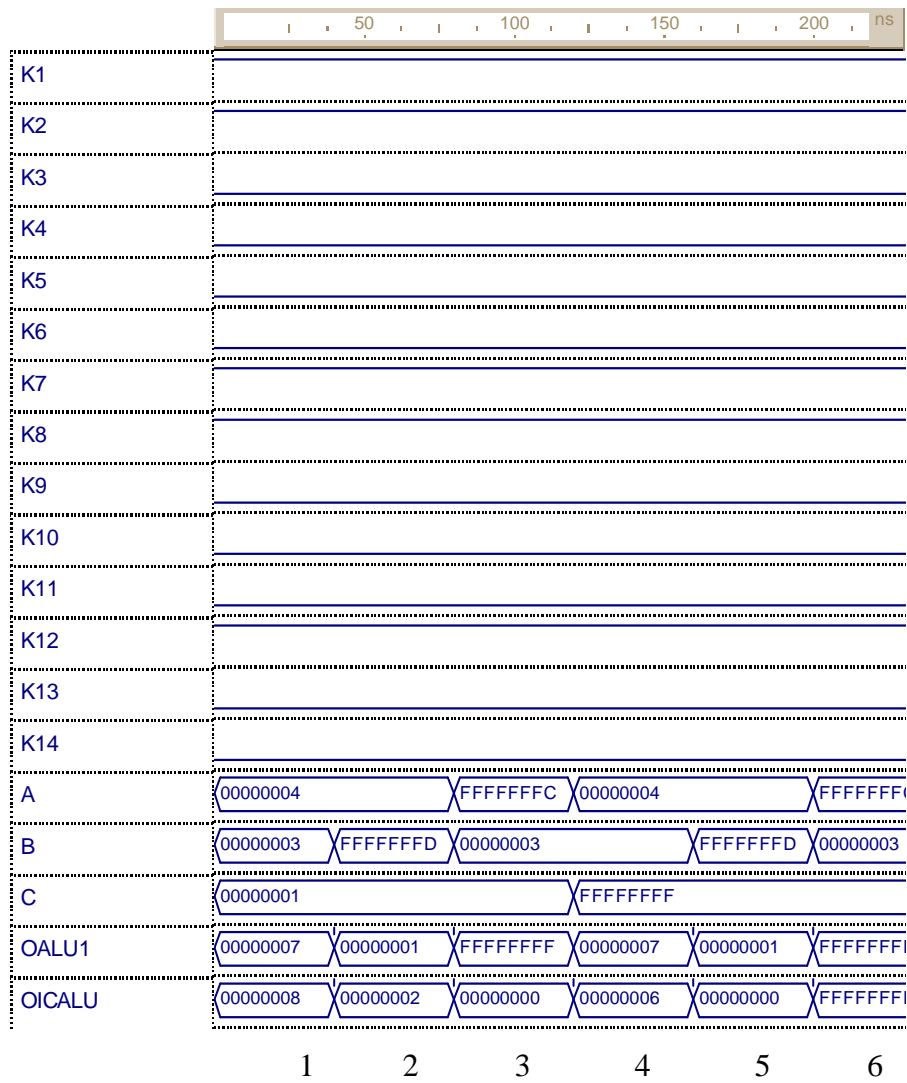 50 100 150 200 ns
K1
K2
K3
K4
K5
K6
K7
K8
K9
K10
K11
K12
K13
K14
A 00000004 FFFFFFFC 00000004
B 00000003 FFFFFFFD 00000003 FFFFFFFD 00000003
C 00000001 FFFFFFFF
OALU1 00000007 00000001 FFFFFFFF 00000007 00000001
OICALU 00000008 00000002 00000000 00000006 00000000
1 2 3 4 5 6